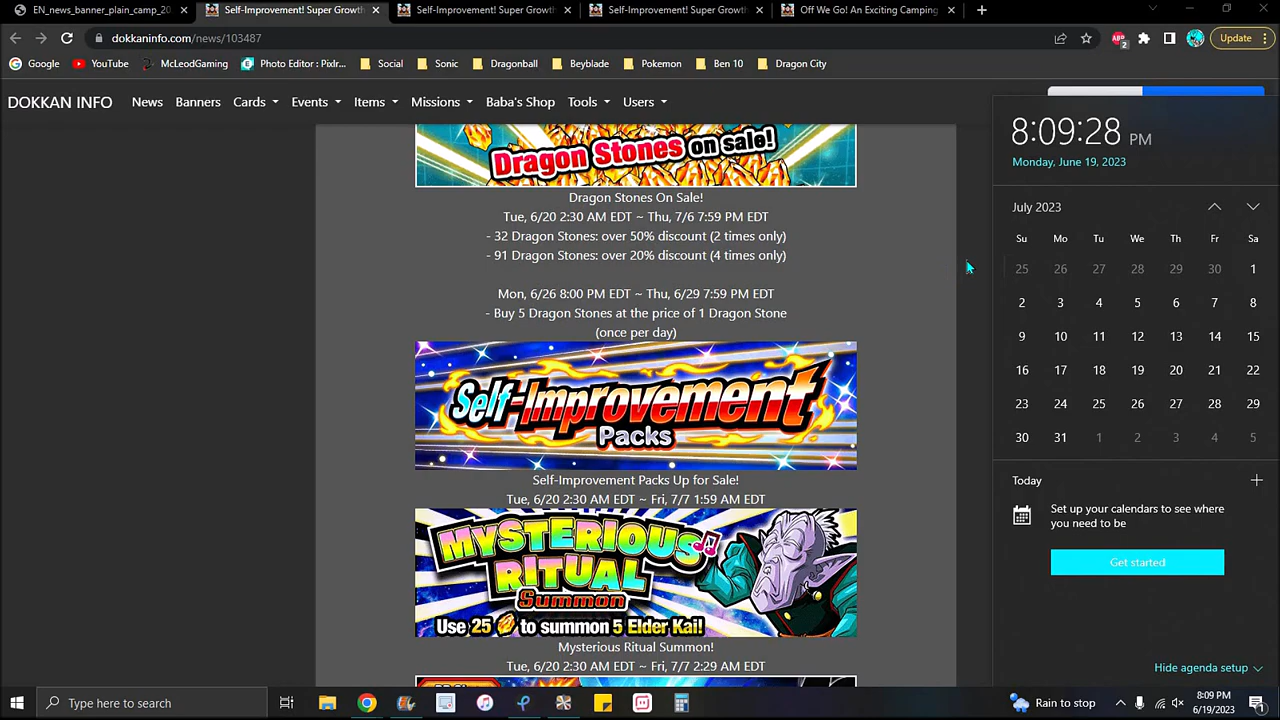 EN_news_banner_plain_camp_20
Self-Improvement! Super Growth
Self-Improvement! Super Growth
Self-Improvement! Super Growth
Off We Go! An Exciting Camping
dokkaninfo.com/news/103487
2
Update
Google
YouTube
McLeodGaming
Photo Editor : Pixlr...
Social
Sonic
Dragonball
Beyblade
Pokemon
Ben 10
Dragon City
DOKKAN INFO
News
Banners
Cards
Events
Items
Missions
Baba's Shop
Tools
Users
Dragon Stones on sale!
Dragon Stones On Sale!
Tue, 6/20 2:30 AM EDT ~ Thu, 7/6 7:59 PM EDT
- 32 Dragon Stones: over 50% discount (2 times only)
- 91 Dragon Stones: over 20% discount (4 times only)
Mon, 6/26 8:00 PM EDT ~ Thu, 6/29 7:59 PM EDT
- Buy 5 Dragon Stones at the price of 1 Dragon Stone
(once per day)
Self-Improvement
Packs
Self-Improvement Packs Up for Sale!
Tue, 6/20 2:30 AM EDT ~ Fri, 7/7 1:59 AM EDT
MYSTERIOUS
RITUAL
Summon
Use 25 to summon 5 Elder Kai!
Mysterious Ritual Summon!
Tue, 6/20 2:30 AM EDT ~ Fri, 7/7 2:29 AM EDT
8:09:28 PM
Monday, June 19, 2023
July 2023
Su Mo Tu We Th Fr Sa
25 26 27 28 29 30 1
2 3 4 5 6 7 8
9 10 11 12 13 14 15
16 17 18 19 20 21 22
23 24 25 26 27 28 29
30 31 1 2 3 4 5
Today
Set up your calendars to see where
you need to be
Get started
Hide agenda setup
Type here to search
Rain to stop
8:09 PM
6/19/2023